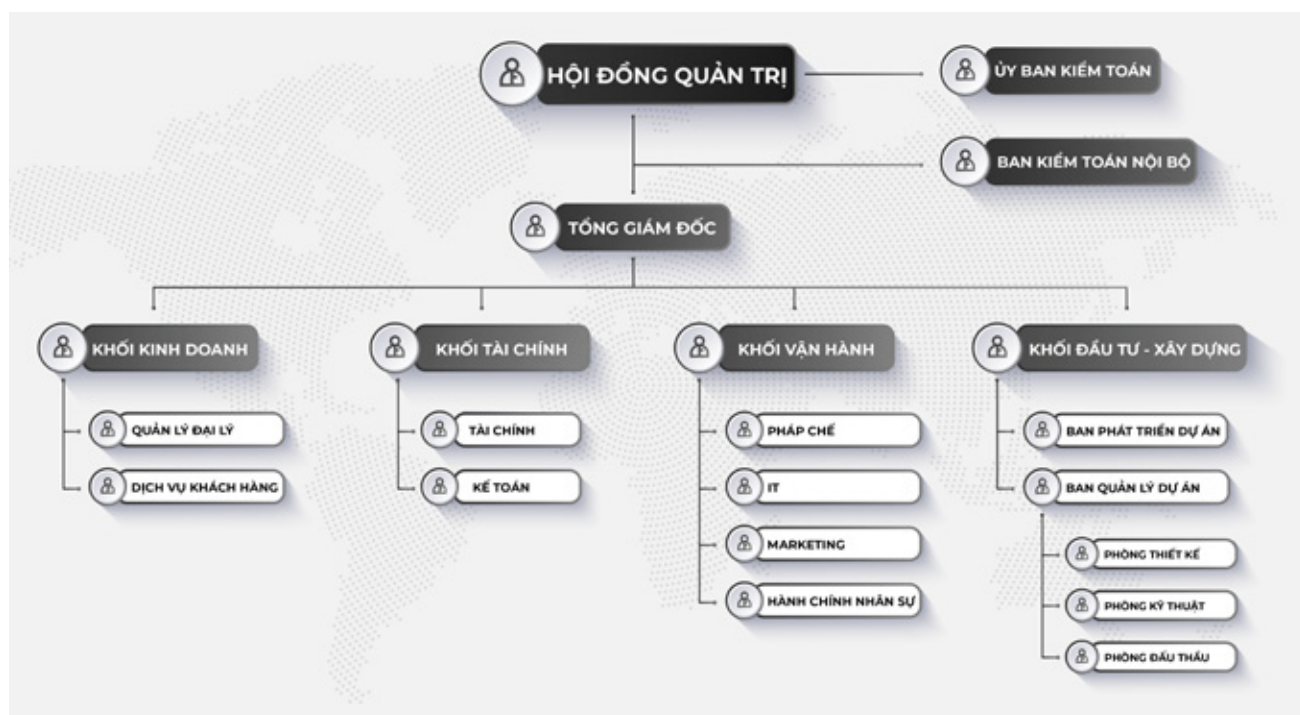 HỘI ĐỒNG QUẢN TRỊ
ỦY BAN KIỂM TOÁN
BAN KIỂM TOÁN NỘI BỘ
TỔNG GIÁM ĐỐC
KHỐI KINH DOANH
QUẢN LÝ ĐẠI LÝ
DỊCH VỤ KHÁCH HÀNG
KHỐI TÀI CHÍNH
TÀI CHÍNH
KẾ TOÁN
KHỐI VẬN HÀNH
PHÁP CHẾ
IT
MARKETING
HÀNH CHÍNH NHÂN SỰ
KHỐI ĐẦU TƯ - XÂY DỰNG
BAN PHÁT TRIỂN DỰ ÁN
BAN QUẢN LÝ DỰ ÁN
PHÒNG THIẾT KẾ
PHÒNG KỸ THUẬT
PHÒNG ĐẤU THẦU